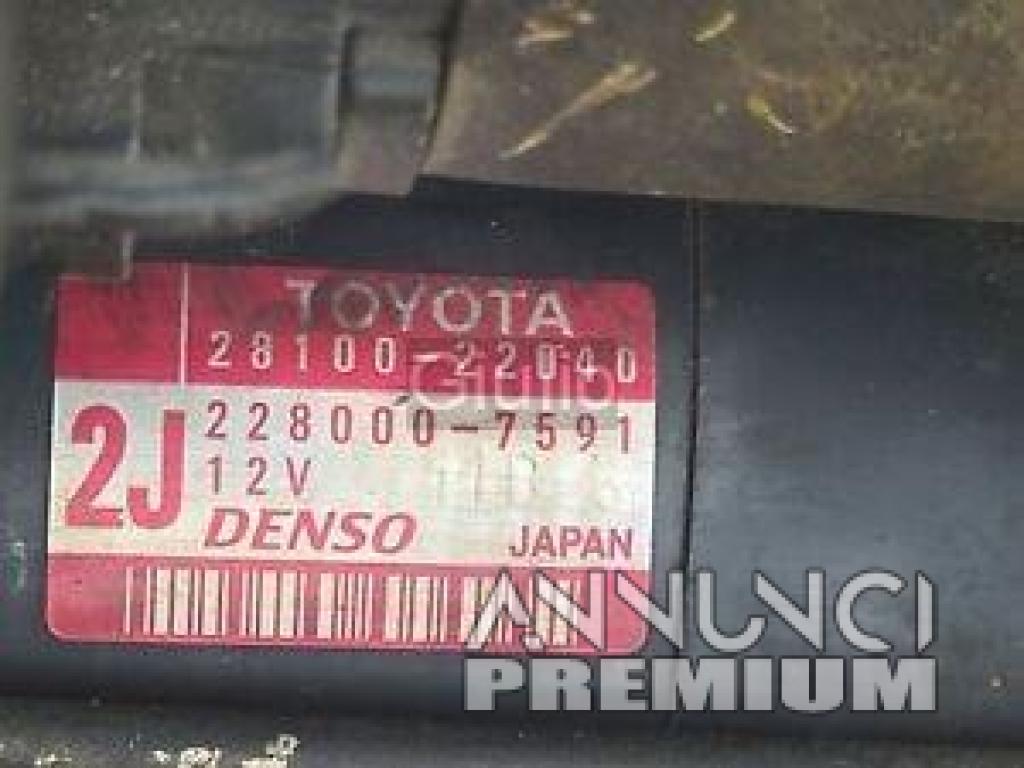 TOYOTA
28100-22040
Giulio
2J
228000-7591
12V
DENSO JAPAN
ANNUNCI
PREMIUM